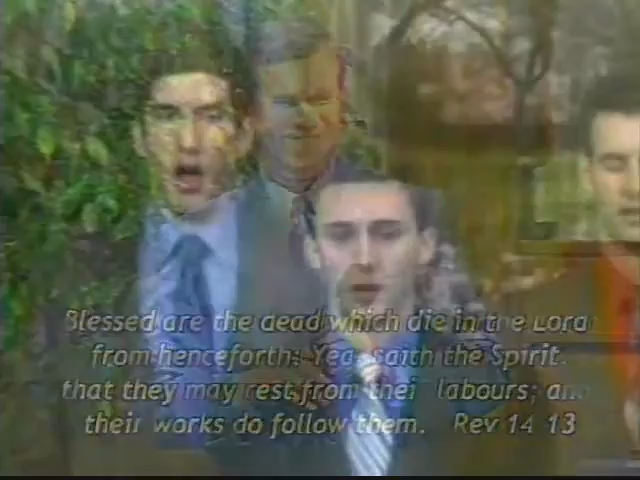 Blessed are the dead which die in the Lord
from henceforth: Yea, saith the Spirit,
that they may rest from their labours; and
their works do follow them. Rev 14 13